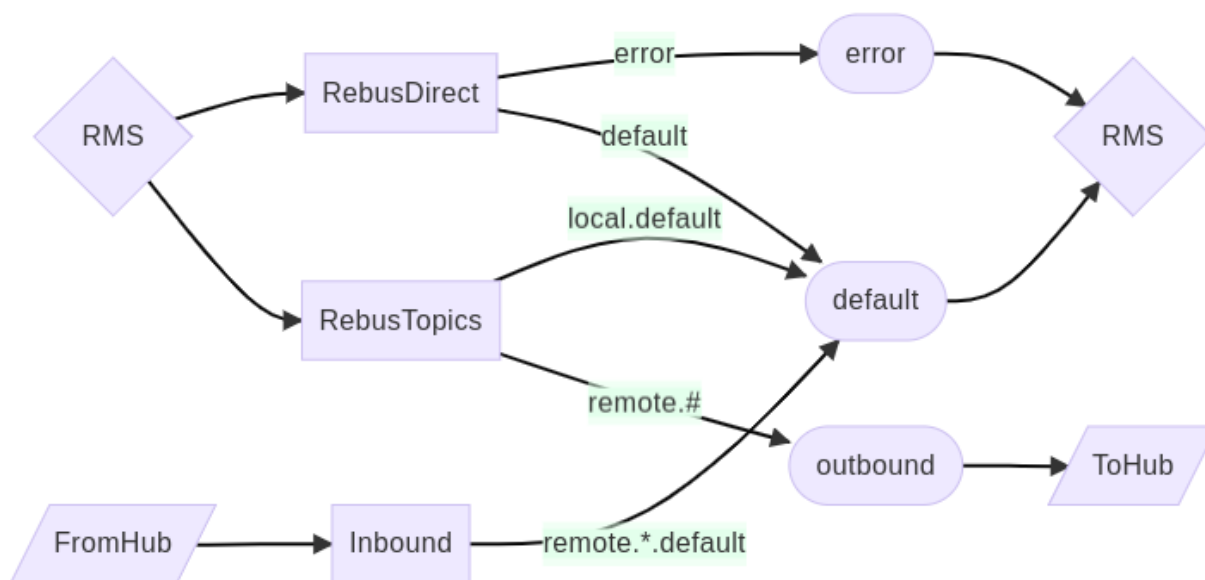 error
error
RebusDirect
RMS
default
RMS
local.default
default
RebusTopics
remote.#
outbound
ToHub
FromHub
Inbound
remote.*.default